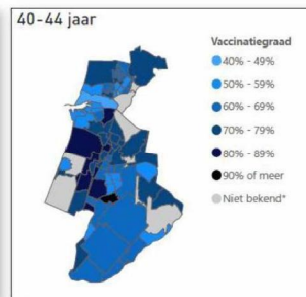 40-44 jaar
Vaccinatiegraad
40% - 49%
50% - 59%
60% - 69%
70% - 79%
80% - 89%
90% of meer
Niet bekend*